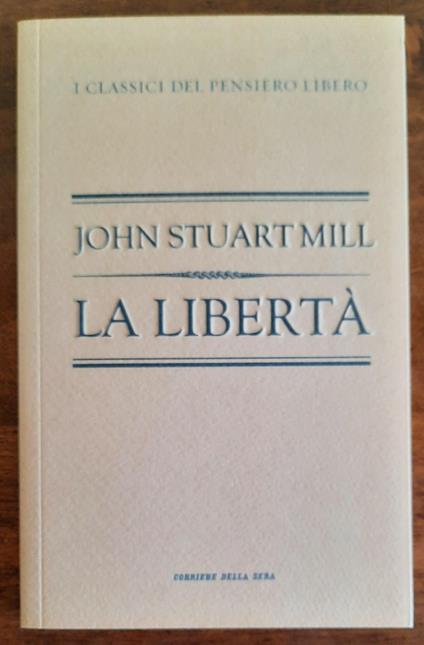 I CLASSICI DEL PENSIERO LIBERO
JOHN STUART MILL
LA LIBERTÀ
CORRIERE DELLA SERA